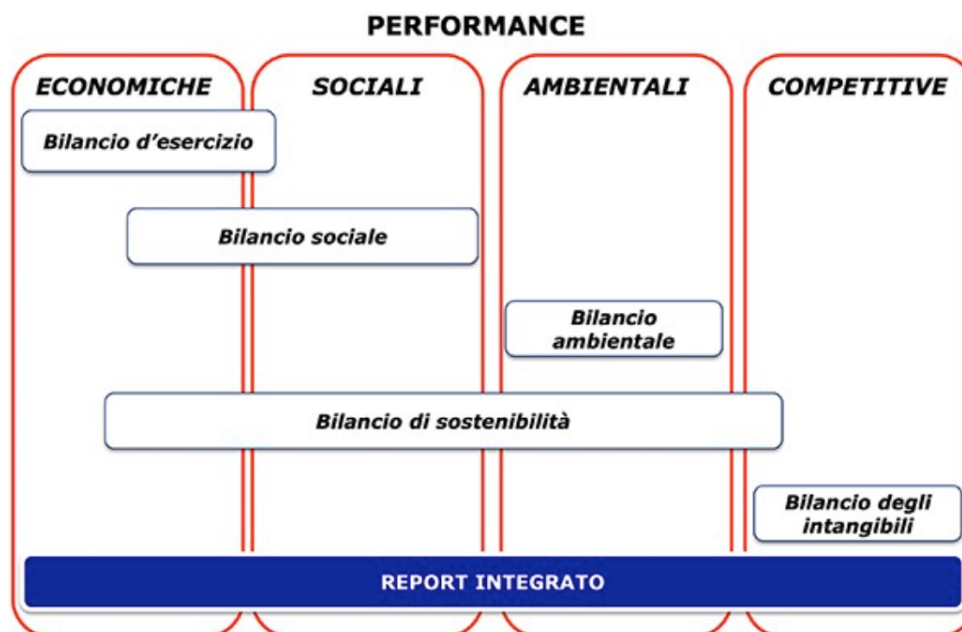 PERFORMANCE
ECONOMICHE
SOCIALI
AMBIENTALI
COMPETITIVE
Bilancio d’esercizio
Bilancio sociale
Bilancio
ambientale
Bilancio di sostenibilità
Bilancio degli
intangibili
REPORT INTEGRATO